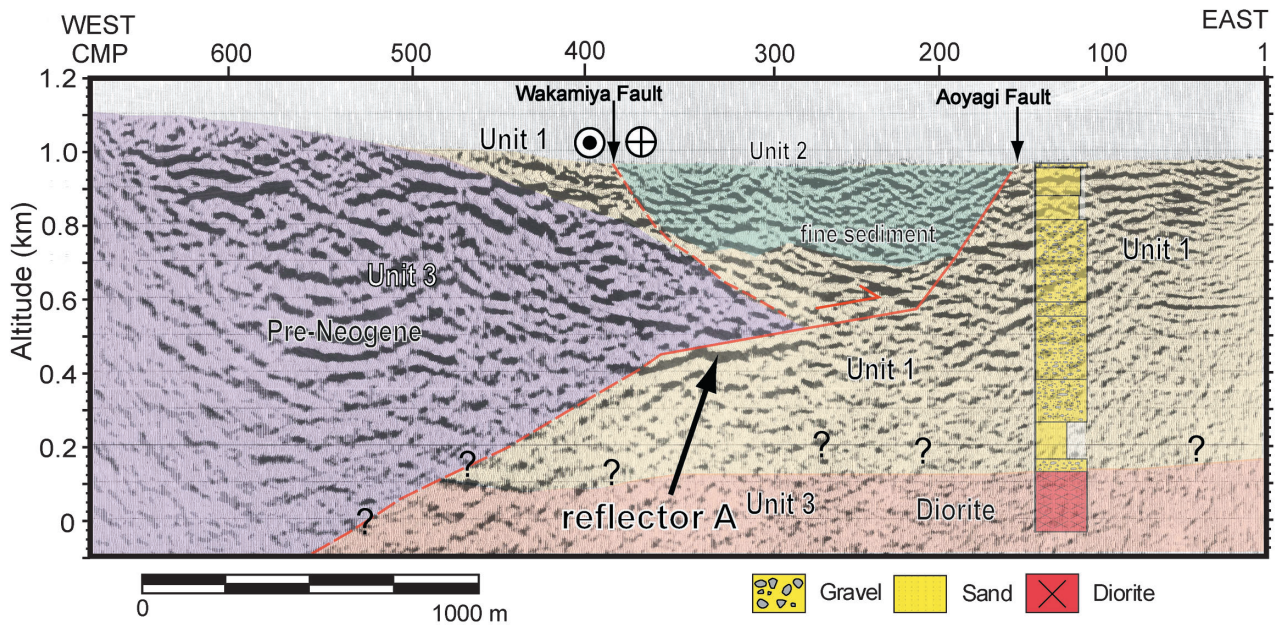 WEST
EAST
CMP
600
500
400
300
200
100
1
1.2
1.0
0.8
0.6
0.4
0.2
0
Altitude (km)
Wakamiya Fault
Aoyagi Fault
Unit 1
Unit 2
fine sediment
Unit 1
Unit 3
Pre-Neogene
Unit 1
?
?
?
?
?
?
reflector A
Unit 3
Diorite
0
1000 m
Gravel
Sand
Diorite